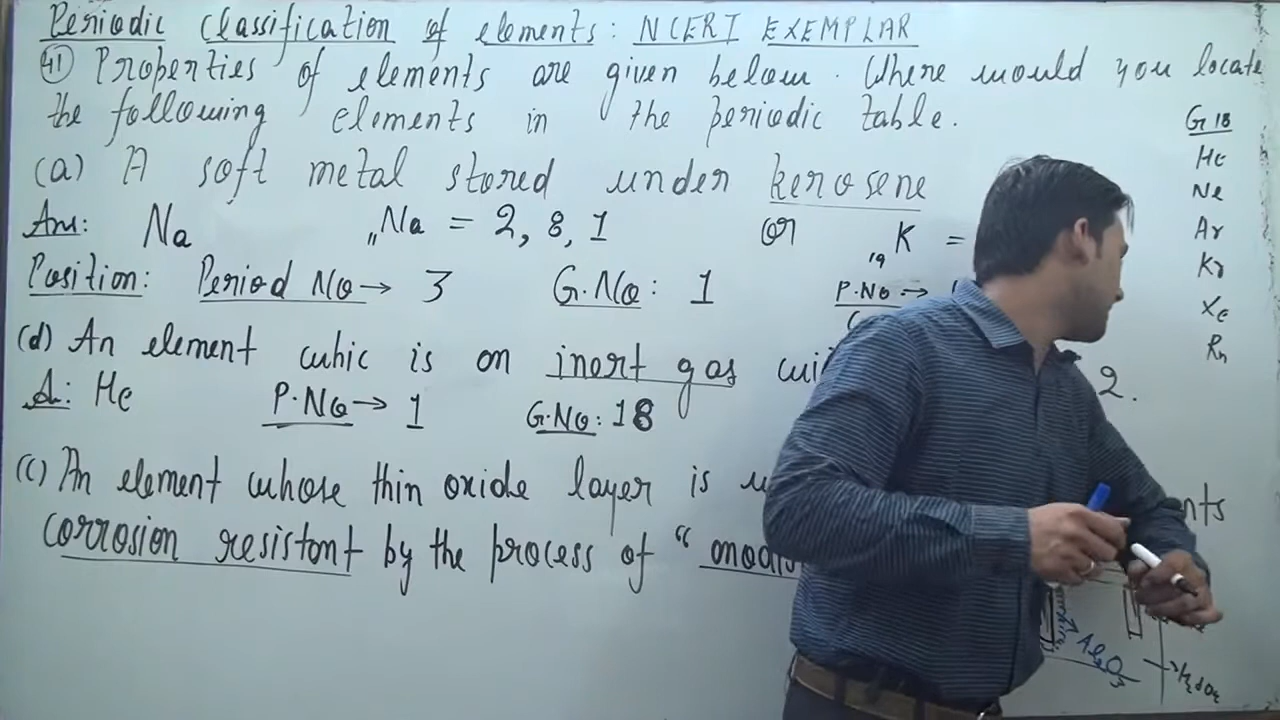 Periodic Classification of elements: NCERT EXEMPLAR
41 Properties of elements are given below. Where would you locate
the following elements in the periodic table.
(a) A soft metal stored under kerosene
Ans: Na ₁₁Na = 2, 8, 1 or ₁₉K =
Position: Period No → 3 G.No: 1 P.No →
(d) An element whic is an inert gas
2.
A: He P.No → 1 G.No: 18
(c) An element whose thin oxide layer is
corrosion resistant by the process of "
G 18
He
Ne
Ar
Kr
Xe
Rn
Al₂O₃